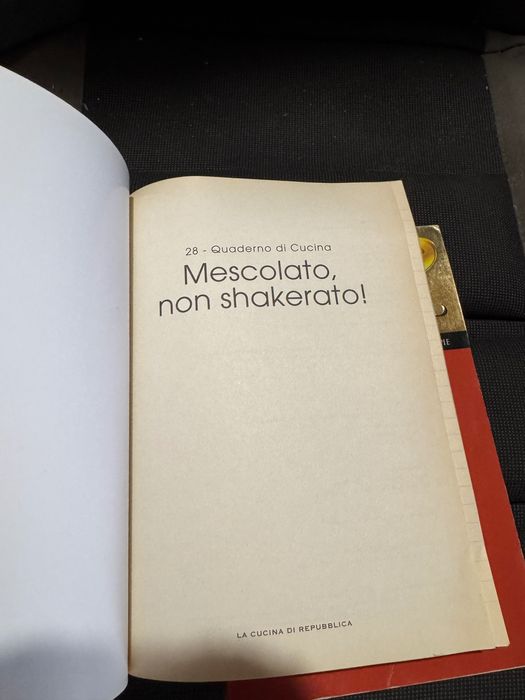 28 - Quaderno di Cucina
Mescolato,
non shakerato!
LA CUCINA DI REPUBBLICA